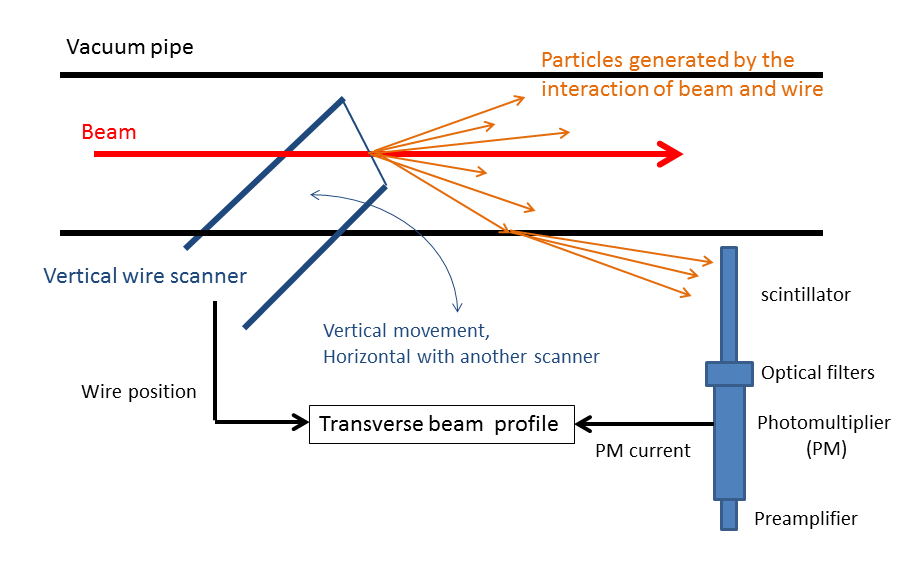 Vacuum pipe
Particles generated by the
interaction of beam and wire
Beam
Vertical wire scanner
scintillator
Vertical movement,
Horizontal with another scanner
Optical filters
Wire position
Transverse beam profile
Photomultiplier
(PM)
PM current
Preamplifier